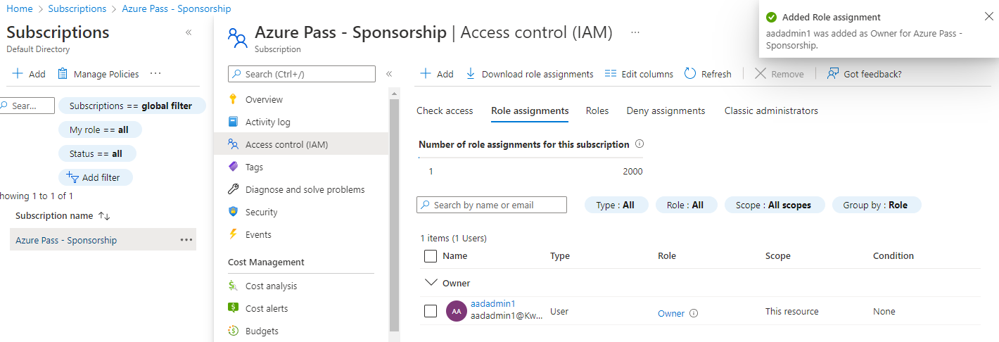 Home > Subscriptions > Azure Pass - Sponsorship
Subscriptions
Default Directory
Add
Manage Policies
Sear...
Subscriptions == global filter
My role == all
Status == all
Add filter
howing 1 to 1 of 1
Subscription name
Azure Pass - Sponsorship
Azure Pass - Sponsorship | Access control (IAM)
Subscription
Search (Ctrl+/)
Overview
Activity log
Access control (IAM)
Tags
Diagnose and solve problems
Security
Events
Cost Management
Cost analysis
Cost alerts
Budgets
Add
Download role assignments
Edit columns
Refresh
Remove
Got feedback?
Check access
Role assignments
Roles
Deny assignments
Classic administrators
Number of role assignments for this subscription
1 2000
Search by name or email
Type : All
Role : All
Scope : All scopes
Group by : Role
1 items (1 Users)
Name Type Role Scope Condition
Owner
AA
aadadmin1
aadadmin1@Kw...
User
Owner
This resource
None
Added Role assignment
aadadmin1 was added as Owner for Azure Pass -
Sponsorship.